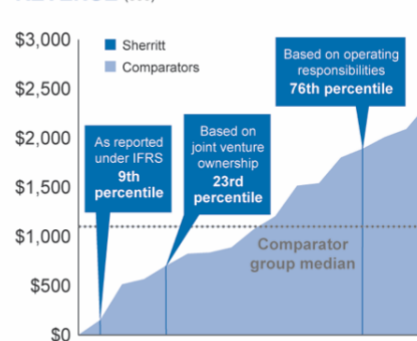 $3,000
$2,500
$2,000
$1,500
$1,000
$500
$0
Sherritt
Comparators
As reported
under IFRS
9th
percentile
Based on
joint venture
ownership
23rd
percentile
Based on operating
responsibilities
76th percentile
Comparator
group median